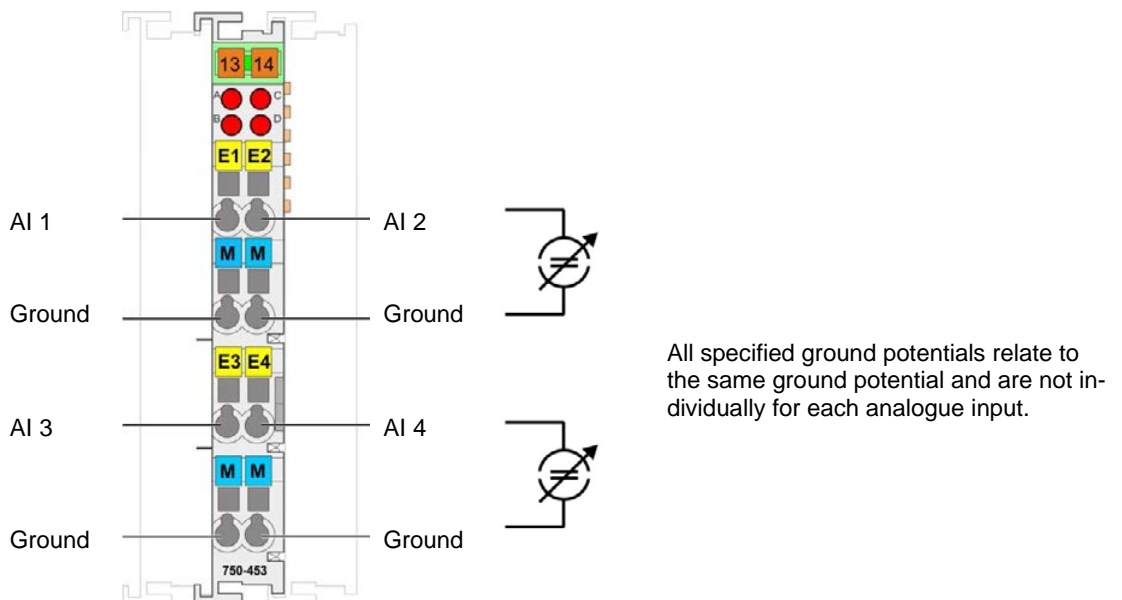 13 14
A C
B D
E1 E2
AI 1 AI 2
M M
Ground Ground
E3 E4
All specified ground potentials relate to
the same ground potential and are not in-
dividually for each analogue input.
AI 3 AI 4
M M
Ground Ground
750-453